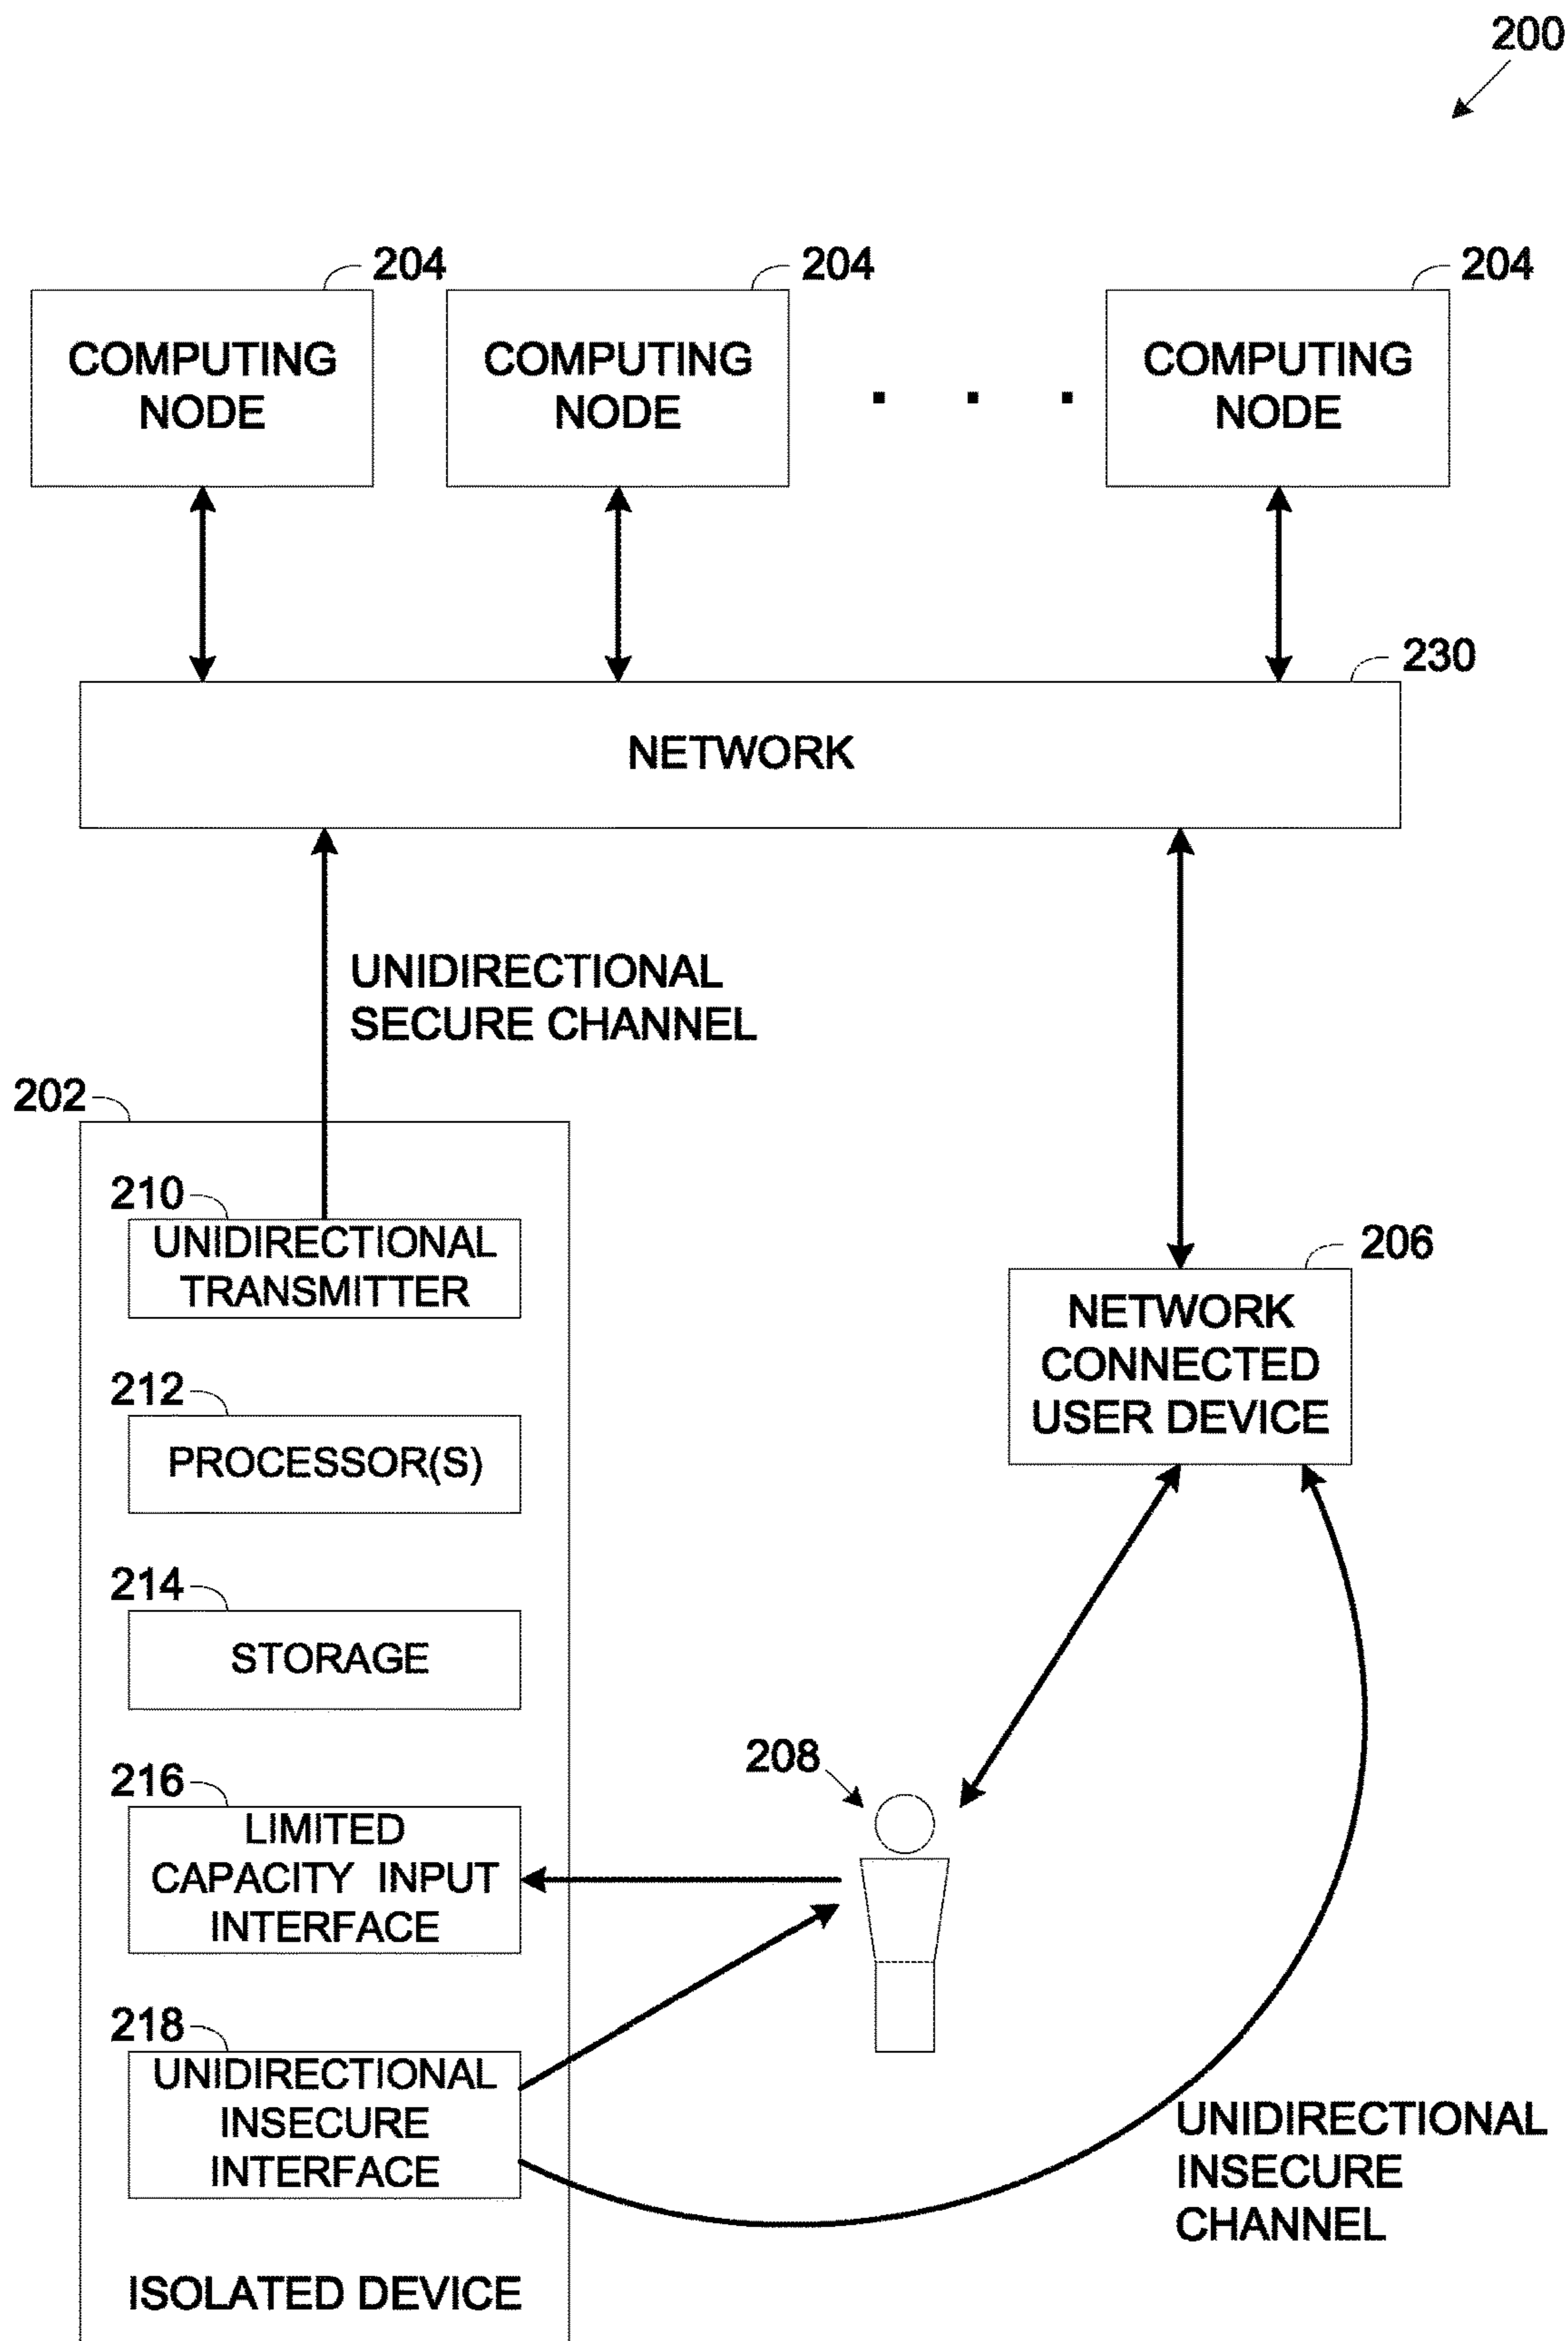 200
204
204
204
COMPUTING
NODE
COMPUTING
NODE
. . .
COMPUTING
NODE
230
NETWORK
UNIDIRECTIONAL
SECURE CHANNEL
202
210
UNIDIRECTIONAL
TRANSMITTER
206
NETWORK
CONNECTED
USER DEVICE
212
PROCESSOR(S)
214
STORAGE
208
216
LIMITED
CAPACITY INPUT
INTERFACE
218
UNIDIRECTIONAL
INSECURE
INTERFACE
UNIDIRECTIONAL
INSECURE
CHANNEL
ISOLATED DEVICE